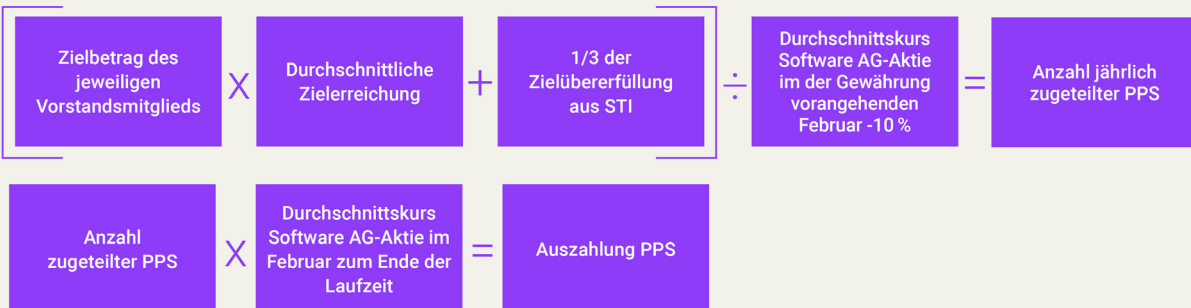 Zielbetrag des
jeweiligen
Vorstandsmitglieds
X
Durchschnittliche
Zielerreichung
+
1/3 der
Zielübererfüllung
aus STI
÷
Durchschnittskurs
Software AG-Aktie
im der Gewährung
vorangehenden
Februar -10 %
=
Anzahl jährlich
zugeteilter PPS
Anzahl
zugeteilter PPS
X
Durchschnittskurs
Software AG-Aktie im
Februar zum Ende der
Laufzeit
=
Auszahlung PPS